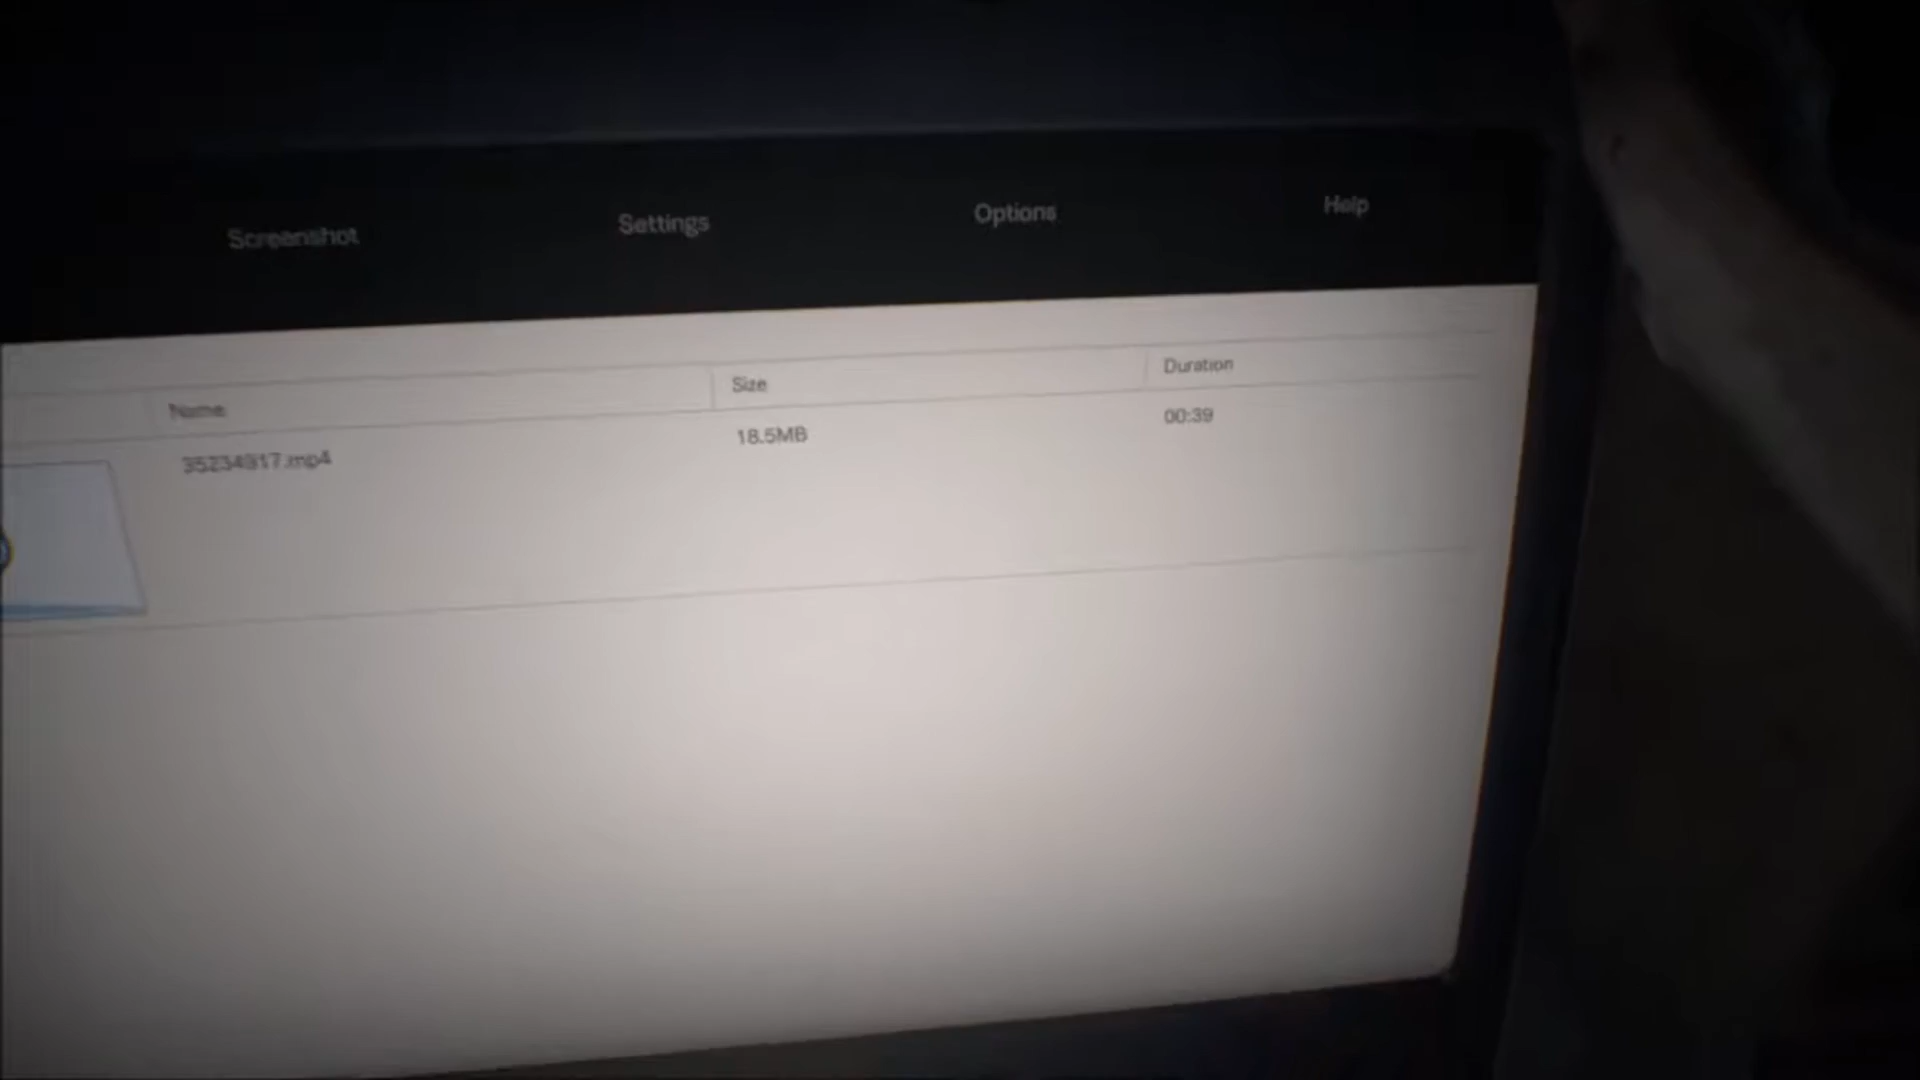 Screenshot Settings Options Help
Name Size Duration
35234917.mp4 18.5MB 00:39